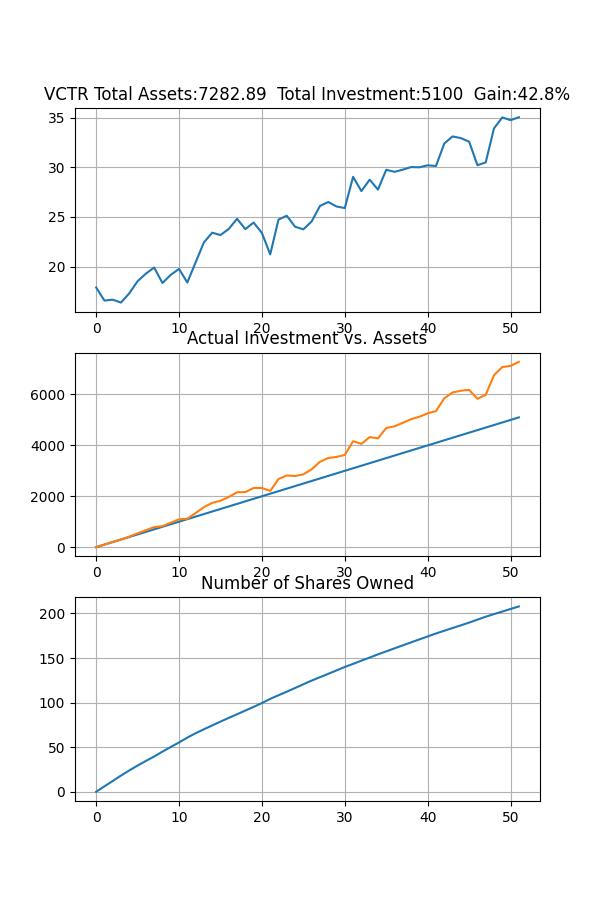 VCTR Total Assets:7282.89  Total Investment:5100  Gain:42.8%
35
30
25
20
0 10 20 30 40 50
Actual Investment vs. Assets
6000
4000
2000
0
0 10 20 30 40 50
Number of Shares Owned
200
150
100
50
0
0 10 20 30 40 50